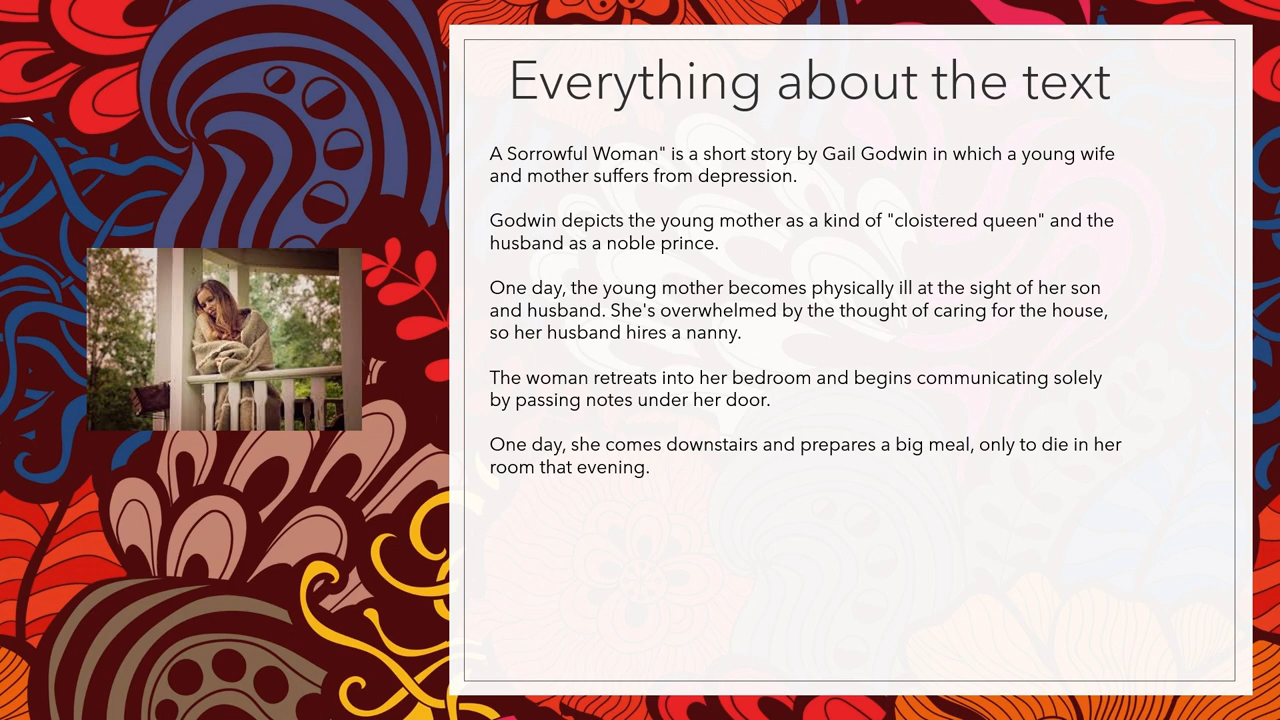 Everything about the text
A Sorrowful Woman" is a short story by Gail Godwin in which a young wife
and mother suffers from depression.
Godwin depicts the young mother as a kind of "cloistered queen" and the
husband as a noble prince.
One day, the young mother becomes physically ill at the sight of her son
and husband. She's overwhelmed by the thought of caring for the house,
so her husband hires a nanny.
The woman retreats into her bedroom and begins communicating solely
by passing notes under her door.
One day, she comes downstairs and prepares a big meal, only to die in her
room that evening.